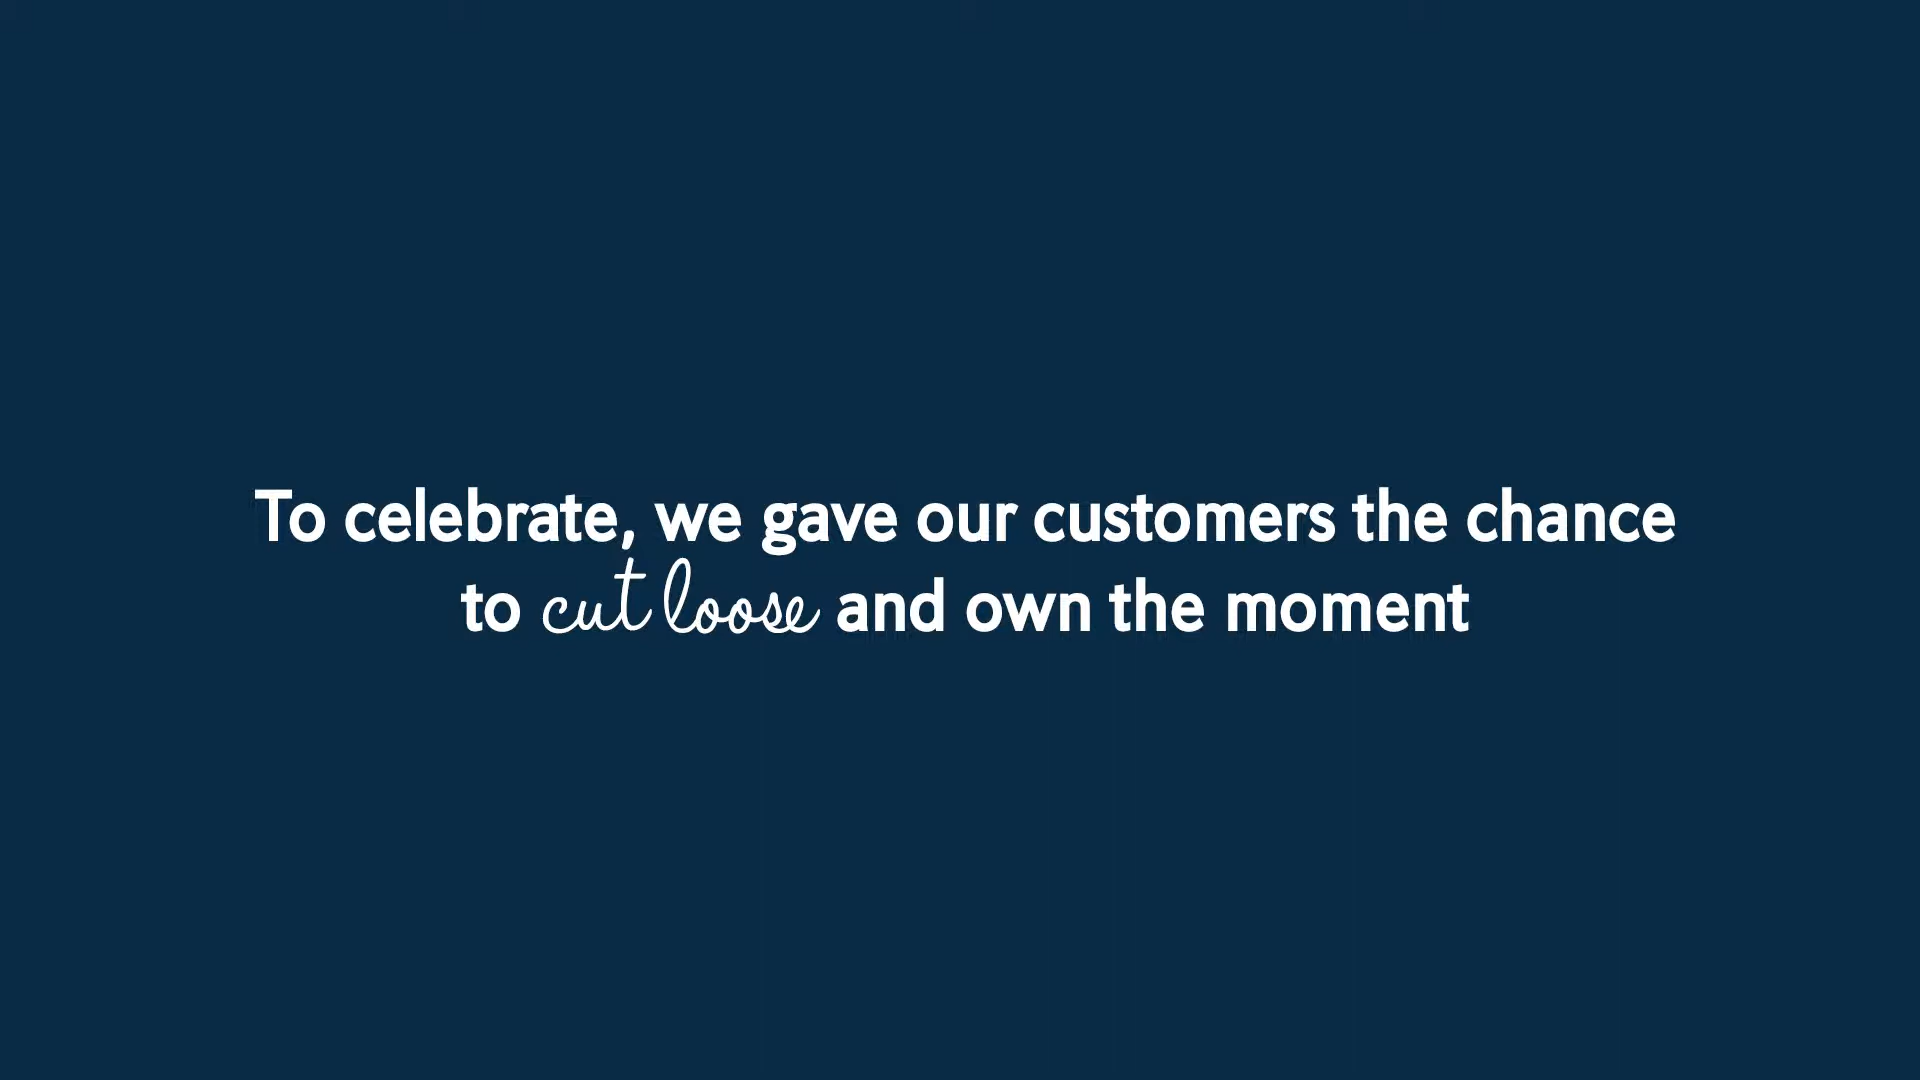 To celebrate, we gave our customers the chance
to cut loose and own the moment